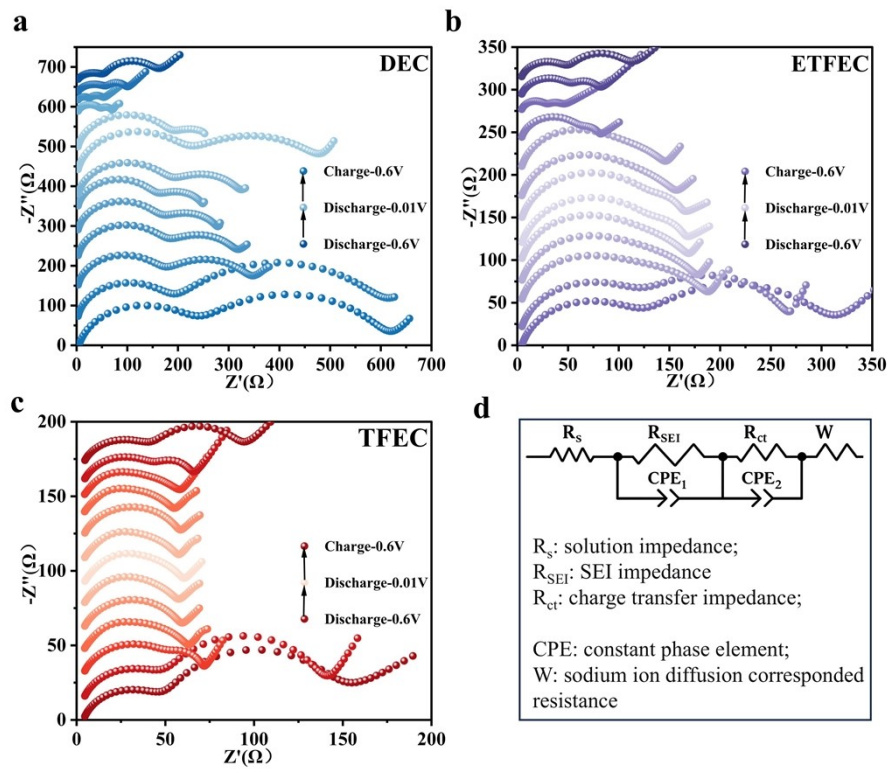 a
DEC
-Z"(Ω)
700
600
500
400
300
200
100
0
0 100 200 300 400 500 600 700
Z'(Ω)
Charge-0.6V
Discharge-0.01V
Discharge-0.6V
b
ETFEC
-Z"(Ω)
350
300
250
200
150
100
50
0
0 50 100 150 200 250 300 350
Z'(Ω)
Charge-0.6V
Discharge-0.01V
Discharge-0.6V
c
TFEC
-Z"(Ω)
200
150
100
50
0
0 50 100 150 200
Z'(Ω)
Charge-0.6V
Discharge-0.01V
Discharge-0.6V
d
Rs RSEI Rct W
CPE1 CPE2
Rs: solution impedance;
RSEI: SEI impedance
Rct: charge transfer impedance;
CPE: constant phase element;
W: sodium ion diffusion corresponded
resistance